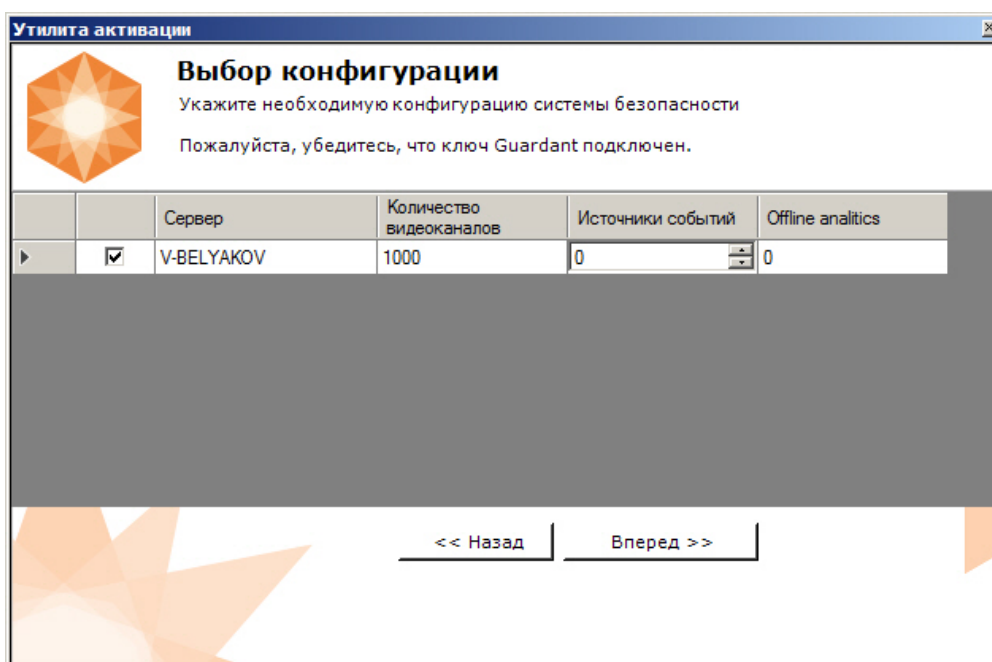 Утилита активации
Выбор конфигурации
Укажите необходимую конфигурацию системы безопасности
Пожалуйста, убедитесь, что ключ Guardant подключен.
Сервер
Количество
видеоканалов
Источники событий
Offline analitics
V-BELYAKOV
1000
0
0
<< Назад
Вперед >>